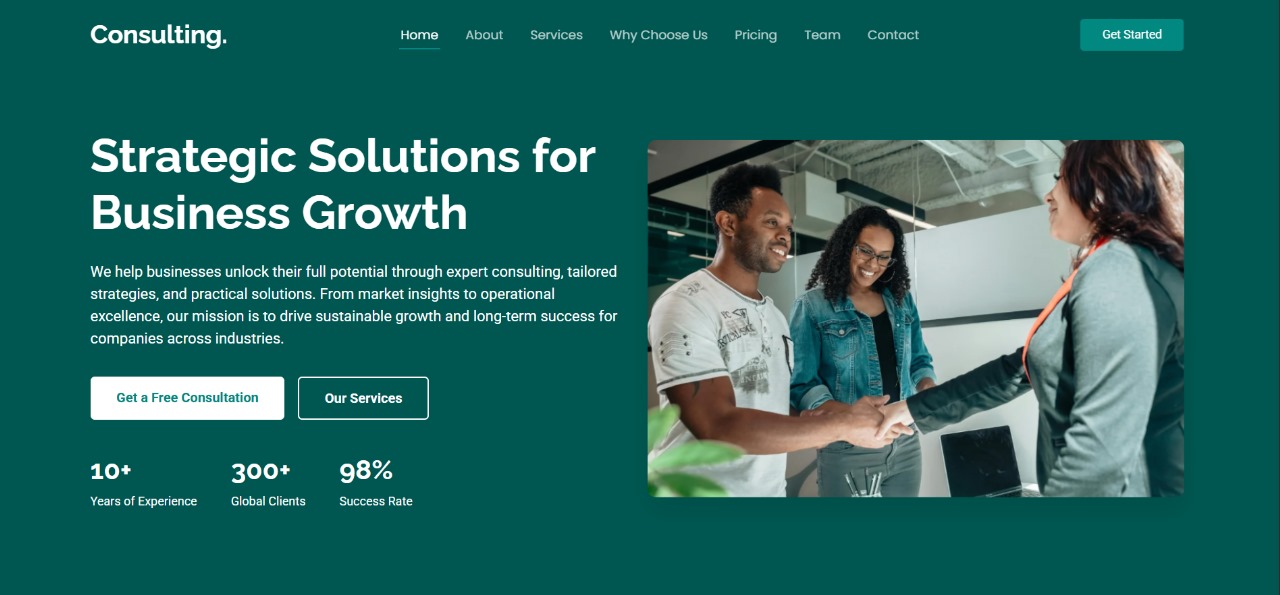 Consulting.
Home
About
Services
Why Choose Us
Pricing
Team
Contact
Get Started
Strategic Solutions for
Business Growth
We help businesses unlock their full potential through expert consulting, tailored
strategies, and practical solutions. From market insights to operational
excellence, our mission is to drive sustainable growth and long-term success for
companies across industries.
Get a Free Consultation
Our Services
10+
300+
98%
Years of Experience
Global Clients
Success Rate